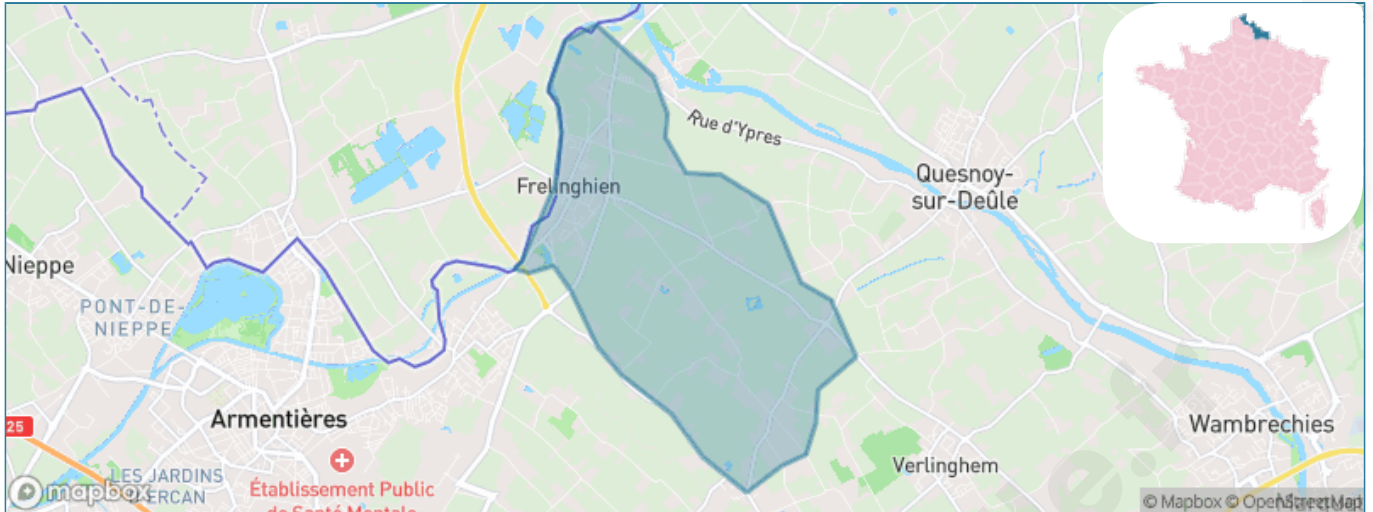 Rue d'Ypres
Frelinghien
Quesnoy-
sur-Deûle
Nieppe
PONT-DE-
NIEPPE
Armentières
25
Wambrechies
LES JARDINS
Verlinghem
mapbox
Établissement Public
de Santé Mentale
© Mapbox © OpenStreetMap